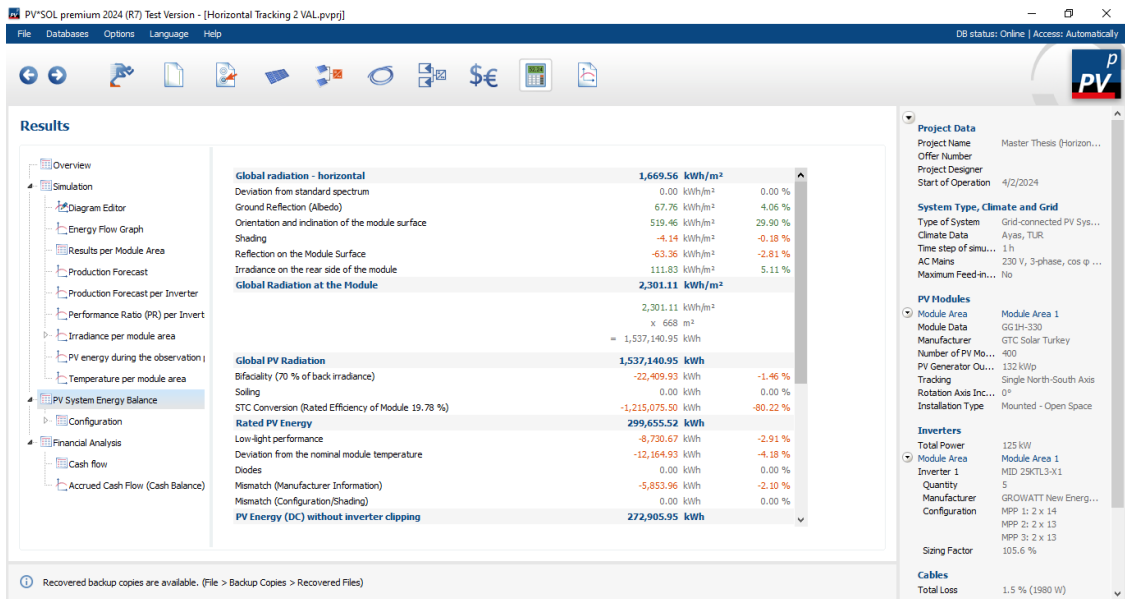 PV*SOL premium 2024 (R7) Test Version - [Horizontal Tracking 2 VAL.pvprj]
File Databases Options Language Help DB status: Online | Access: Automatically
$€
p
PV
Results
Overview
Simulation
Diagram Editor
Energy Flow Graph
Results per Module Area
Production Forecast
Production Forecast per Inverter
Performance Ratio (PR) per Invert
Irradiance per module area
PV energy during the observation p
Temperature per module area
PV System Energy Balance
Configuration
Financial Analysis
Cash flow
Accrued Cash Flow (Cash Balance)
Global radiation - horizontal 1,669.56 kWh/m²
Deviation from standard spectrum 0.00 kWh/m² 0.00 %
Ground Reflection (Albedo) 67.76 kWh/m² 4.06 %
Orientation and inclination of the module surface 519.46 kWh/m² 29.90 %
Shading -4.14 kWh/m² -0.18 %
Reflection on the Module Surface -63.36 kWh/m² -2.81 %
Irradiance on the rear side of the module 111.83 kWh/m² 5.11 %
Global Radiation at the Module 2,301.11 kWh/m²
2,301.11 kWh/m²
x 668 m²
= 1,537,140.95 kWh
Global PV Radiation 1,537,140.95 kWh
Bifaciality (70 % of back irradiance) -22,409.93 kWh -1.46 %
Soiling 0.00 kWh 0.00 %
STC Conversion (Rated Efficiency of Module 19.78 %) -1,215,075.50 kWh -80.22 %
Rated PV Energy 299,655.52 kWh
Low-light performance -8,730.67 kWh -2.91 %
Deviation from the nominal module temperature -12,164.93 kWh -4.18 %
Diodes 0.00 kWh 0.00 %
Mismatch (Manufacturer Information) -5,853.96 kWh -2.10 %
Mismatch (Configuration/Shading) 0.00 kWh 0.00 %
PV Energy (DC) without inverter clipping 272,905.95 kWh
Project Data
Project Name Master Thesis (Horizon...
Offer Number
Project Designer
Start of Operation 4/2/2024
System Type, Climate and Grid
Type of System Grid-connected PV Sys...
Climate Data Ayas, TUR
Time step of simu... 1 h
AC Mains 230 V, 3-phase, cos φ ...
Maximum Feed-in... No
PV Modules
Module Area Module Area 1
Module Data GG1H-330
Manufacturer GTC Solar Turkey
Number of PV Mo... 400
PV Generator Ou... 132 kWp
Tracking Single North-South Axis
Rotation Axis Inc... 0°
Installation Type Mounted - Open Space
Inverters
Total Power 125 kW
Module Area Module Area 1
Inverter 1 MID 25KTL3-X1
Quantity 5
Manufacturer GROWATT New Energ...
Configuration MPP 1: 2 x 14
MPP 2: 2 x 13
MPP 3: 2 x 13
Sizing Factor 105.6 %
Cables
Total Loss 1.5 % (1980 W)
Recovered backup copies are available. (File > Backup Copies > Recovered Files)